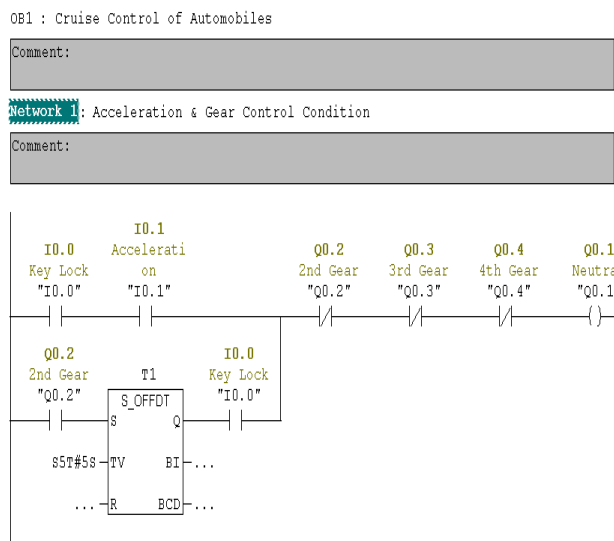 OB1 : Cruise Control of Automobiles
Comment:
Network 1: Acceleration & Gear Control Condition
Comment:
I0.1
I0.0 Accelerati Q0.2 Q0.3 Q0.4 Q0.1
Key Lock on 2nd Gear 3rd Gear 4th Gear Neutra
"I0.0" "I0.1" "Q0.2" "Q0.3" "Q0.4" "Q0.1
Q0.2 I0.0
2nd Gear T1 Key Lock
"Q0.2" S_OFFDT "I0.0"
S Q
S5T#5S TV BI ...
... R BCD ...